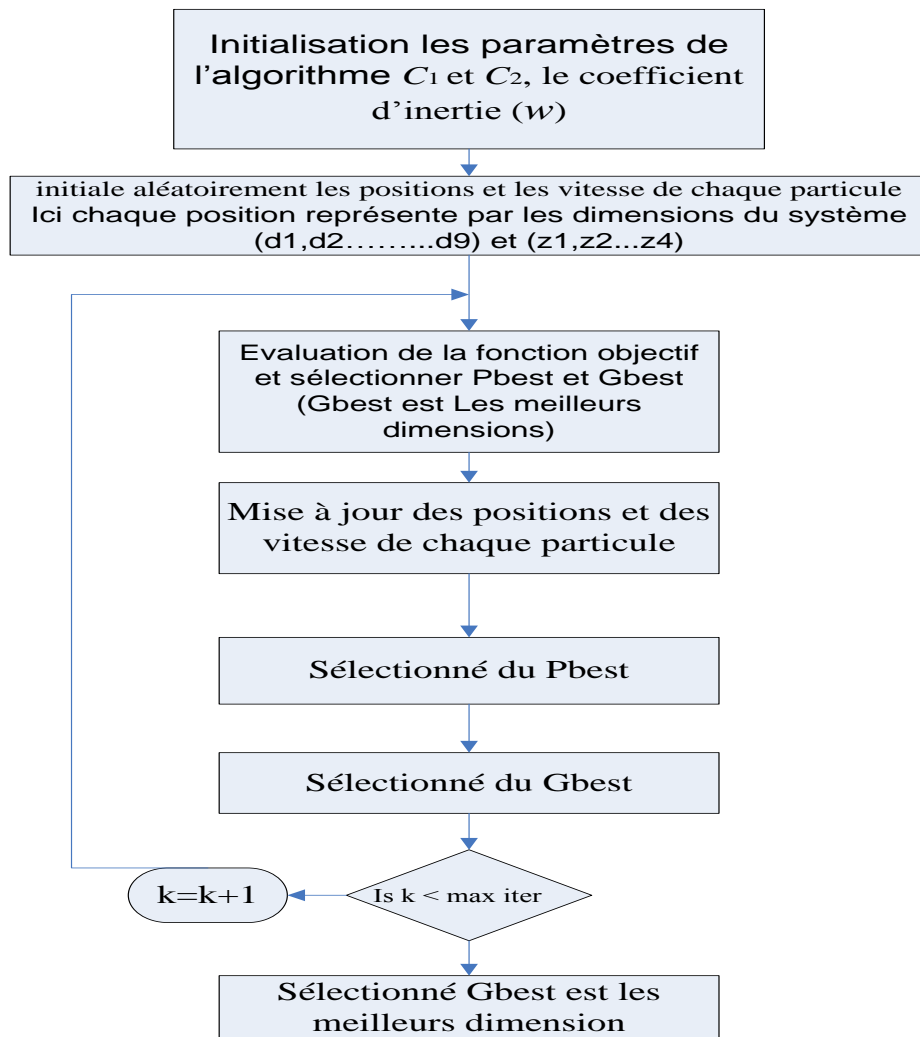 Initialisation les paramètres de
l'algorithme C1 et C2, le coefficient
d'inertie (w)
initiale aléatoirement les positions et les vitesse de chaque particule
Ici chaque position représente par les dimensions du système
(d1,d2……...d9) et (z1,z2...z4)
Evaluation de la fonction objectif
et sélectionner Pbest et Gbest
(Gbest est Les meilleurs
dimensions)
Mise à jour des positions et des
vitesse de chaque particule
Sélectionné du Pbest
Sélectionné du Gbest
k=k+1
Is k < max iter
Sélectionné Gbest est les
meilleurs dimension